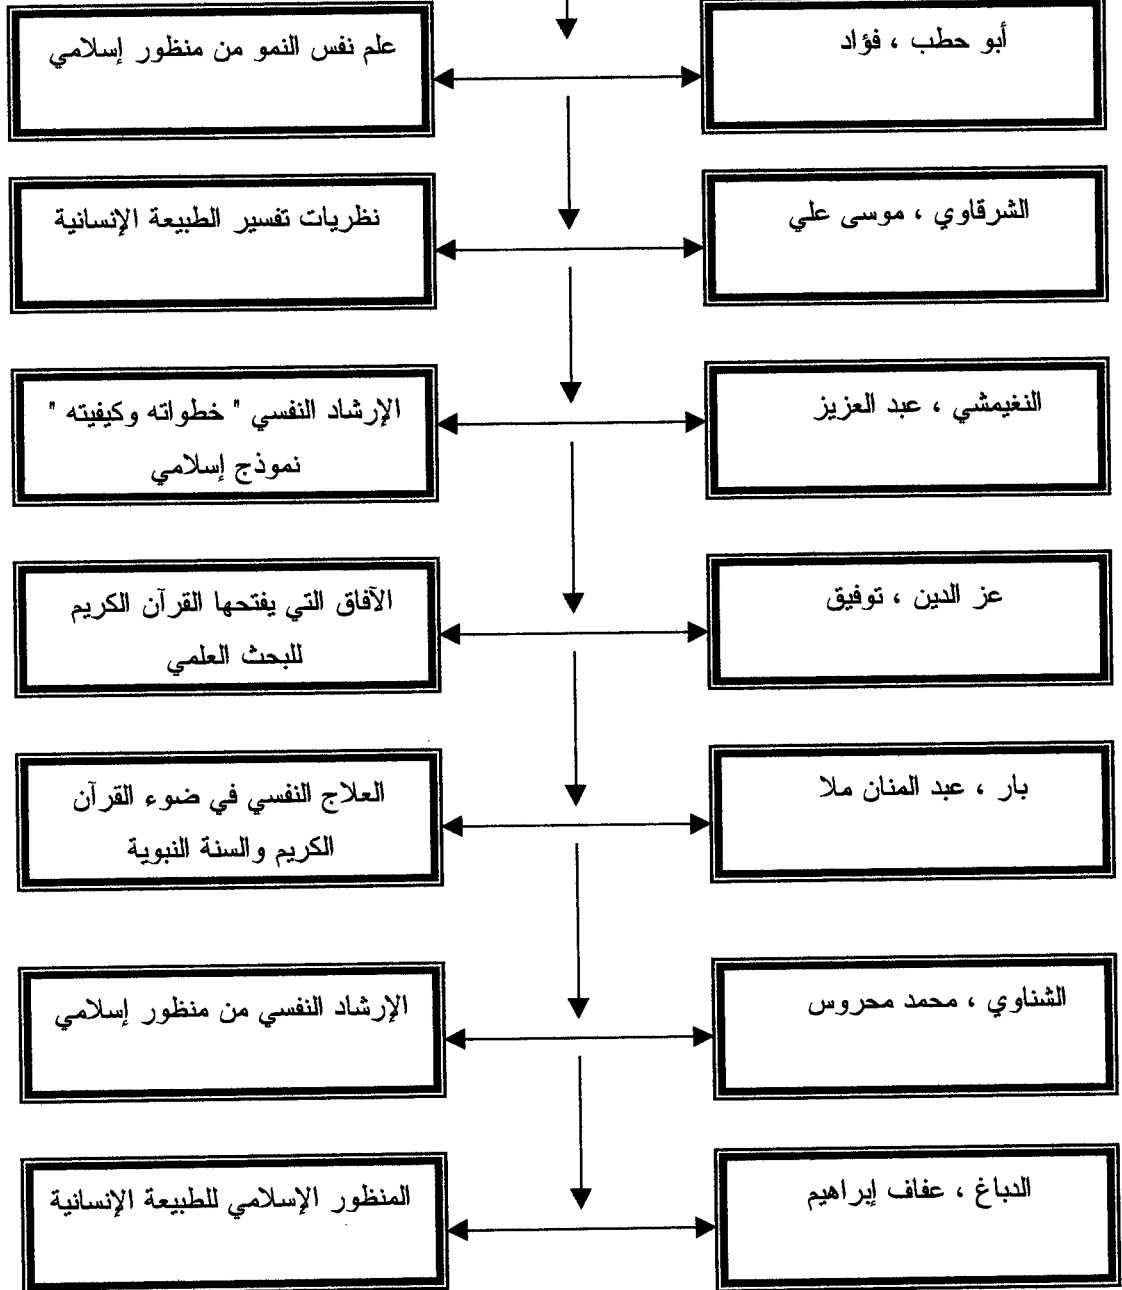 أبو حطب ، فؤاد
علم نفس النمو من منظور إسلامي
الشرقاوي ، موسى علي
نظريات تفسير الطبيعة الإنسانية
النغيمشي ، عبد العزيز
الإرشاد النفسي " خطواته وكيفيته "
نموذج إسلامي
عز الدين ، توفيق
الآفاق التي يفتحها القرآن الكريم
للبحث العلمي
بار ، عبد المنان ملا
العلاج النفسي في ضوء القرآن
الكريم والسنة النبوية
الشناوي ، محمد محروس
الإرشاد النفسي من منظور إسلامي
الدباغ ، عفاف إبراهيم
المنظور الإسلامي للطبيعة الإنسانية